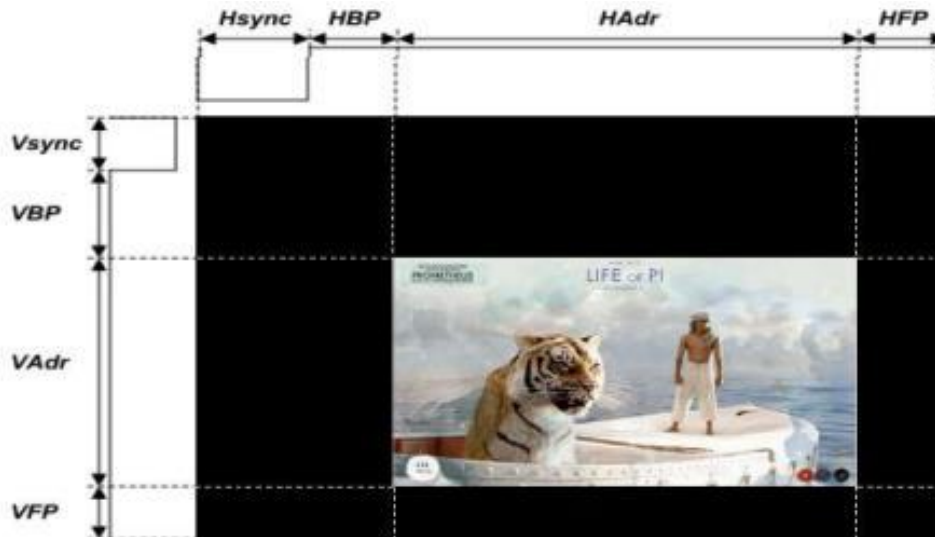 Hsync HBP HAdr HFP
Vsync
VBP
PROMETHEUS
LIFE OF PI
VAdr
VFP